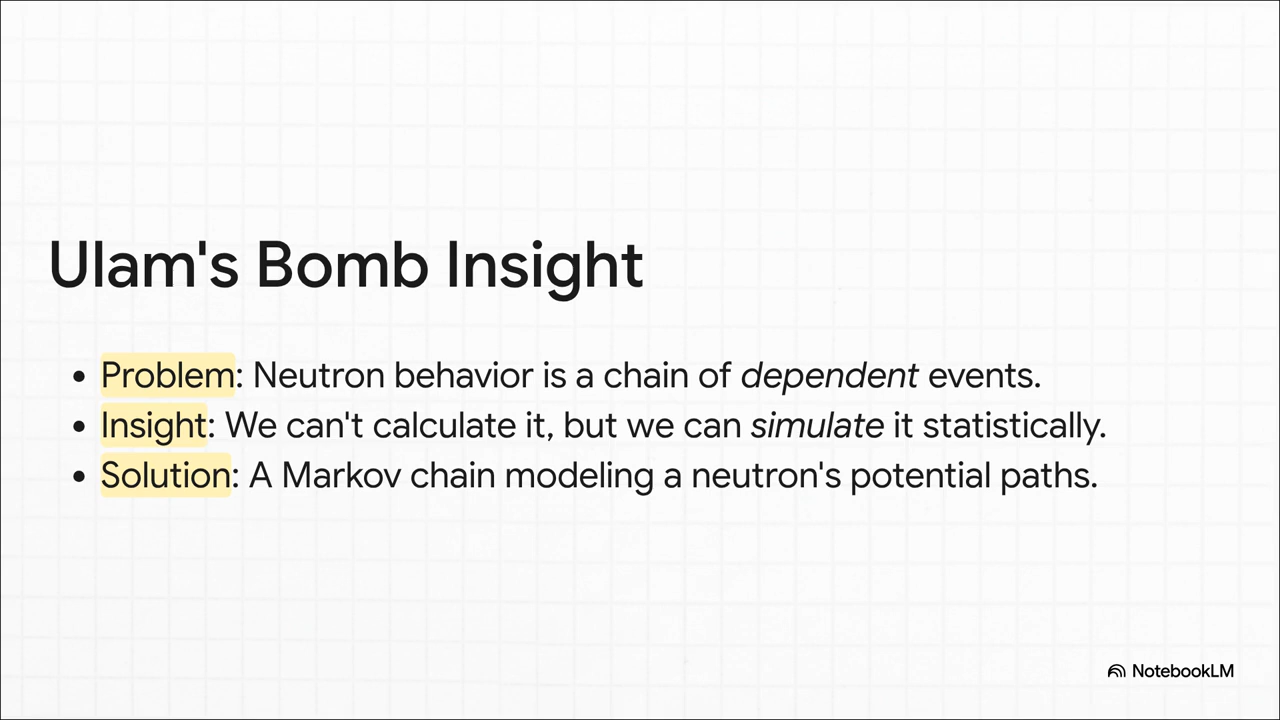 Ulam's Bomb Insight
• Problem: Neutron behavior is a chain of dependent events.
• Insight: We can't calculate it, but we can simulate it statistically.
• Solution: A Markov chain modeling a neutron's potential paths.
NotebookLM